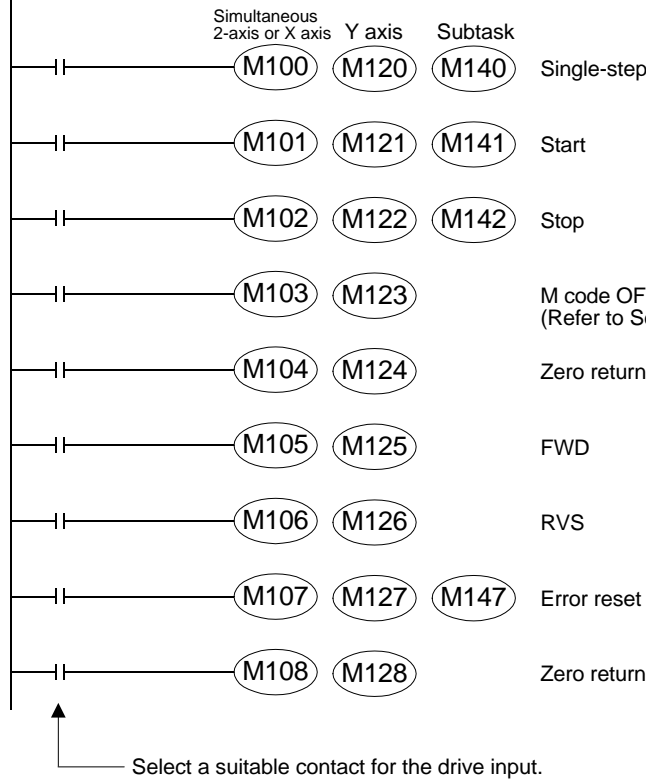 Simultaneous
2-axis or X axis Y axis Subtask
M100 M120 M140 Single-step
M101 M121 M141 Start
M102 M122 M142 Stop
M103 M123 M code OF
(Refer to Se
M104 M124 Zero return
M105 M125 FWD
M106 M126 RVS
M107 M127 M147 Error reset
M108 M128 Zero return
Select a suitable contact for the drive input.